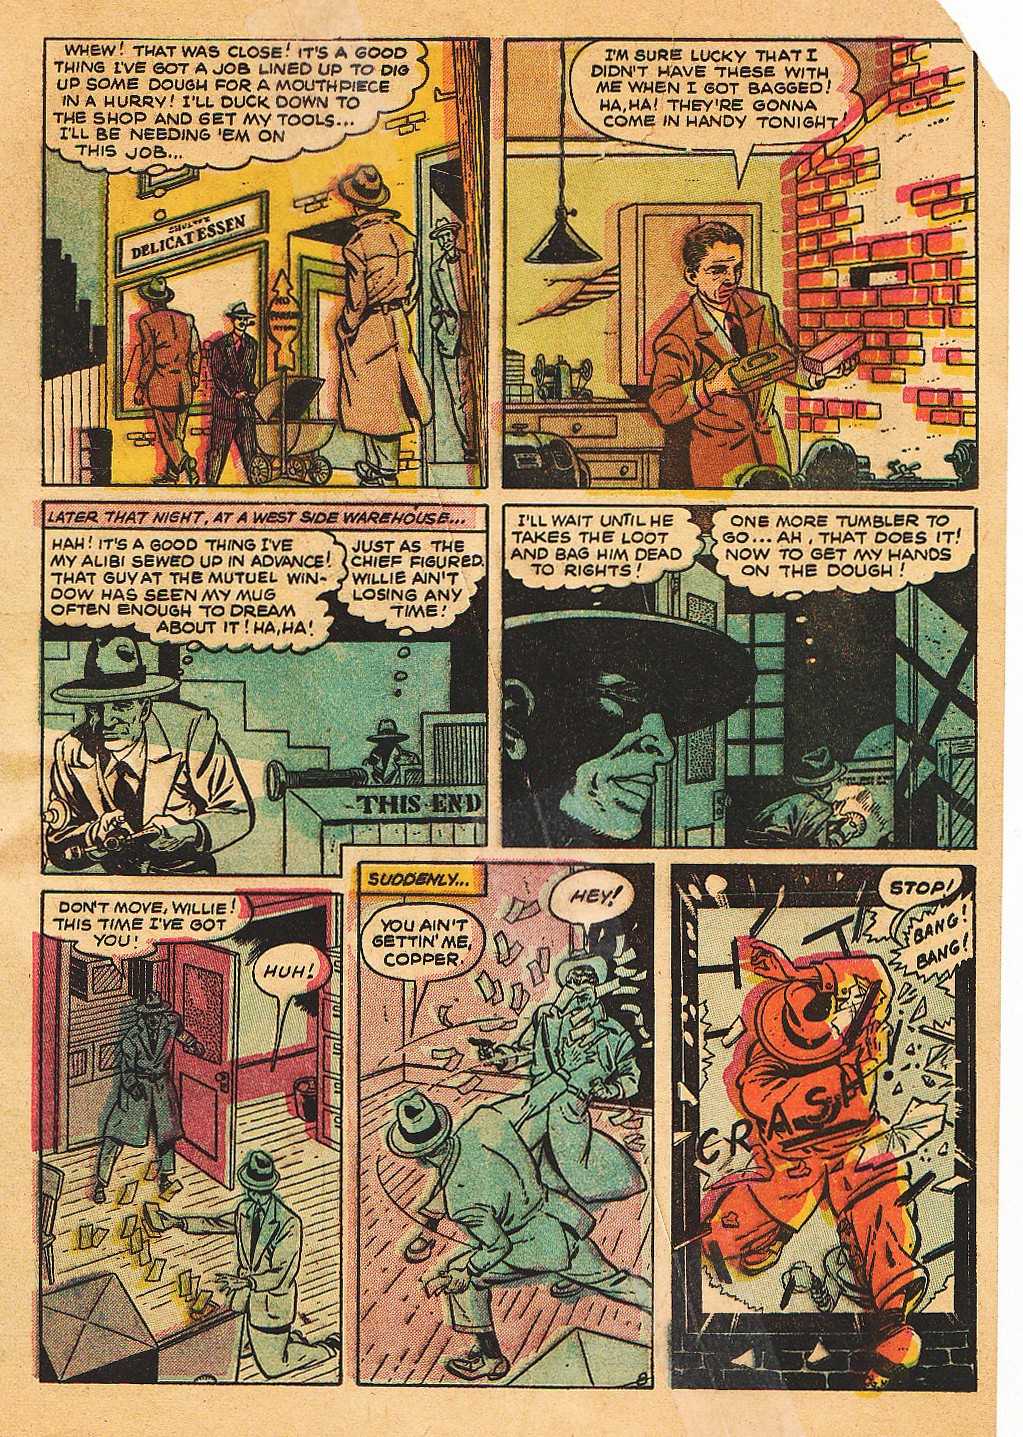 WHEW! THAT WAS CLOSE! IT'S A GOOD
THING I'VE GOT A JOB LINED UP TO DIG
UP SOME DOUGH FOR A MOUTHPIECE
IN A HURRY! I'LL DUCK DOWN TO
THE SHOP AND GET MY TOOLS...
I'LL BE NEEDING 'EM ON
THIS JOB...
DELICATESSEN
NO
I'M SURE LUCKY THAT I
DIDN'T HAVE THESE WITH
ME WHEN I GOT BAGGED!
HA, HA! THEY'RE GONNA
COME IN HANDY TONIGHT!
LATER THAT NIGHT, AT A WEST SIDE WAREHOUSE...
HAH! IT'S A GOOD THING I'VE
MY ALIBI SEWED UP IN ADVANCE!
THAT GUY AT THE MUTUEL WIN-
DOW HAS SEEN MY MUG
OFTEN ENOUGH TO DREAM
ABOUT IT! HA, HA!
JUST AS THE
CHIEF FIGURED.
WILLIE AIN'T
LOSING ANY
TIME!
THIS END
I'LL WAIT UNTIL HE
TAKES THE LOOT
AND BAG HIM DEAD
TO RIGHTS!
ONE MORE TUMBLER TO
GO... AH, THAT DOES IT!
NOW TO GET MY HANDS
ON THE DOUGH!
DON'T MOVE, WILLIE!
THIS TIME I'VE GOT
YOU!
HUH!
SUDDENLY...
YOU AIN'T
GETTIN' ME,
COPPER.
HEY!
8
STOP!
BANG!
BANG!
CRASH